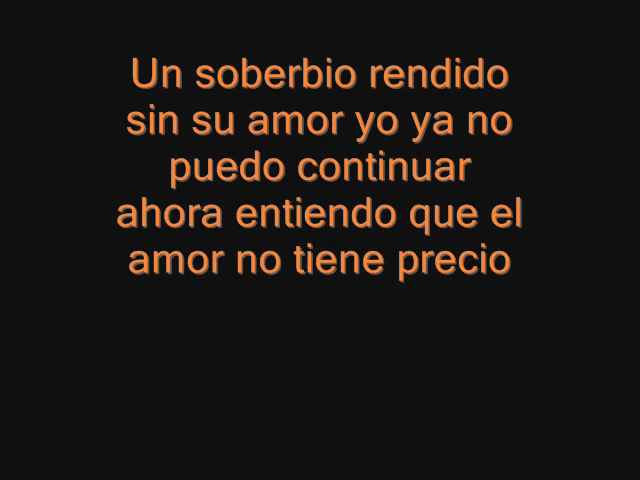 Un soberbio rendido
sin su amor yo ya no
puedo continuar
ahora entiendo que el
amor no tiene precio